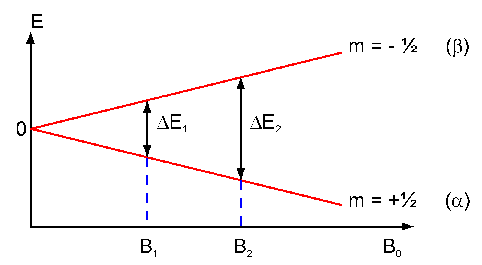 E
m = - ½ (β)
0
ΔE₁
ΔE₂
m = +½ (α)
B₁
B₂
B₀